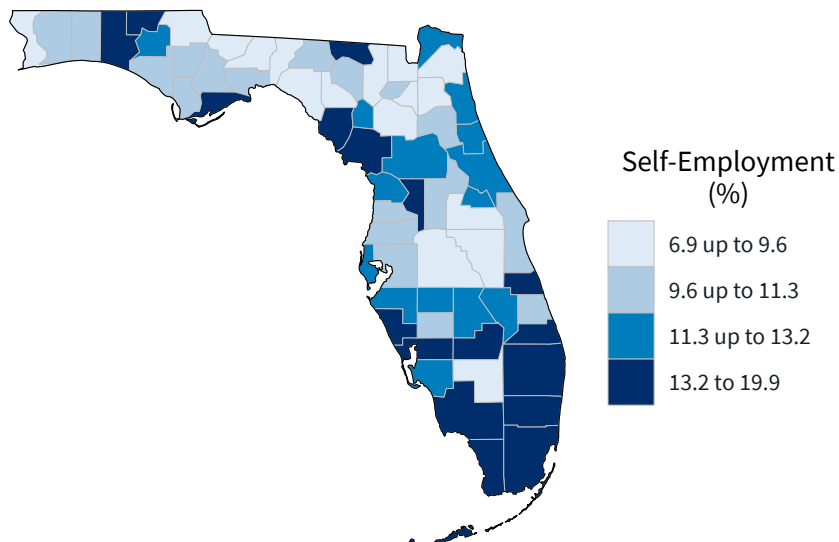 Self-Employment
(%)
6.9 up to 9.6
9.6 up to 11.3
11.3 up to 13.2
13.2 to 19.9